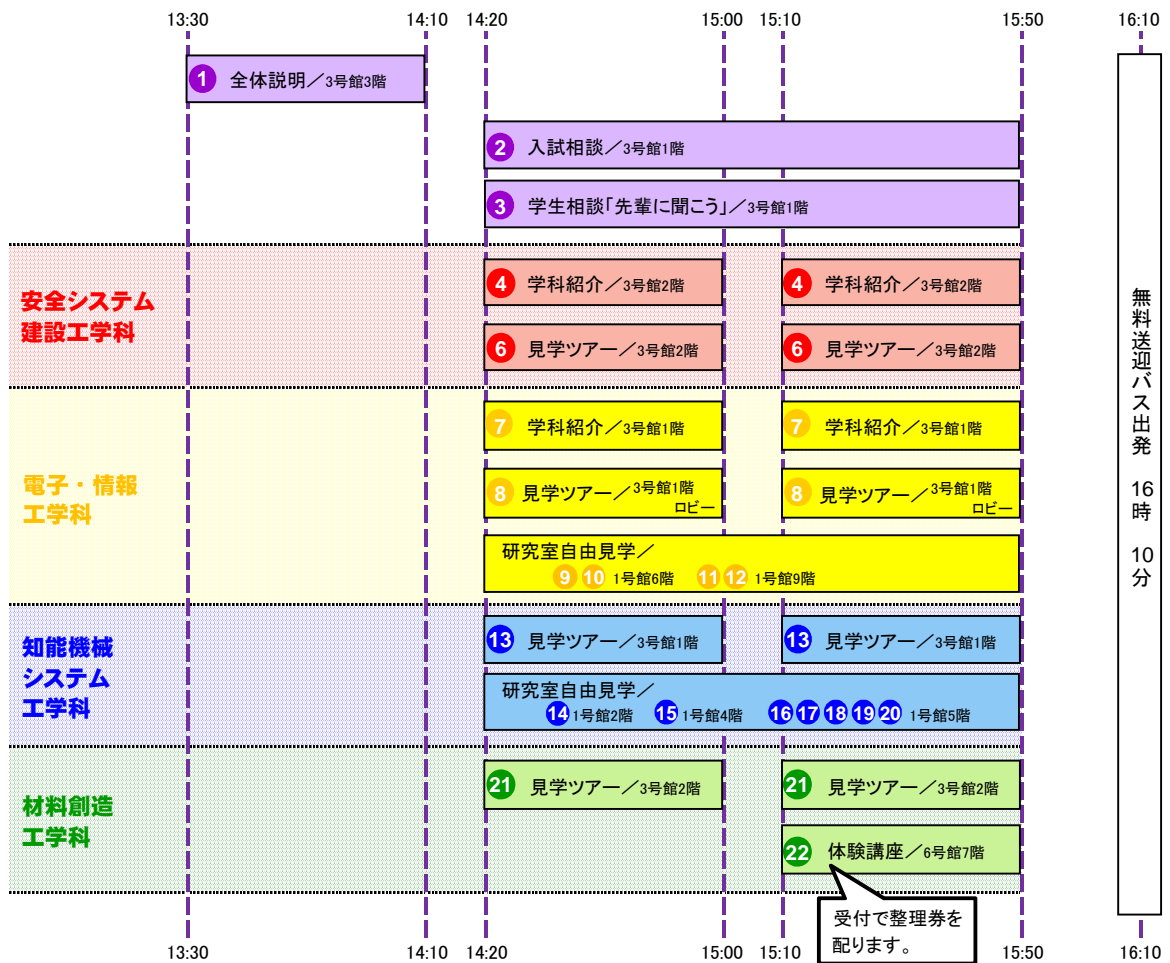 13:30 14:10 14:20 15:00 15:10 15:50 16:10
1 全体説明／3号館3階
2 入試相談／3号館1階
3 学生相談「先輩に聞こう」／3号館1階
安全システム
建設工学科
4 学科紹介／3号館2階
4 学科紹介／3号館2階
6 見学ツアー／3号館2階
6 見学ツアー／3号館2階
電子・情報
工学科
7 学科紹介／3号館1階
7 学科紹介／3号館1階
8 見学ツアー／3号館1階
ロビー
8 見学ツアー／3号館1階
ロビー
研究室自由見学／
9 10 1号館6階 11 12 1号館9階
知能機械
システム
工学科
13 見学ツアー／3号館1階
13 見学ツアー／3号館1階
研究室自由見学／
14 1号館2階 15 1号館4階 16 17 18 19 20 1号館5階
材料創造
工学科
21 見学ツアー／3号館2階
21 見学ツアー／3号館2階
22 体験講座／6号館7階
受付で整理券を
配ります。
無料送迎バス出発 16時 10分
13:30 14:10 14:20 15:00 15:10 15:50 16:10